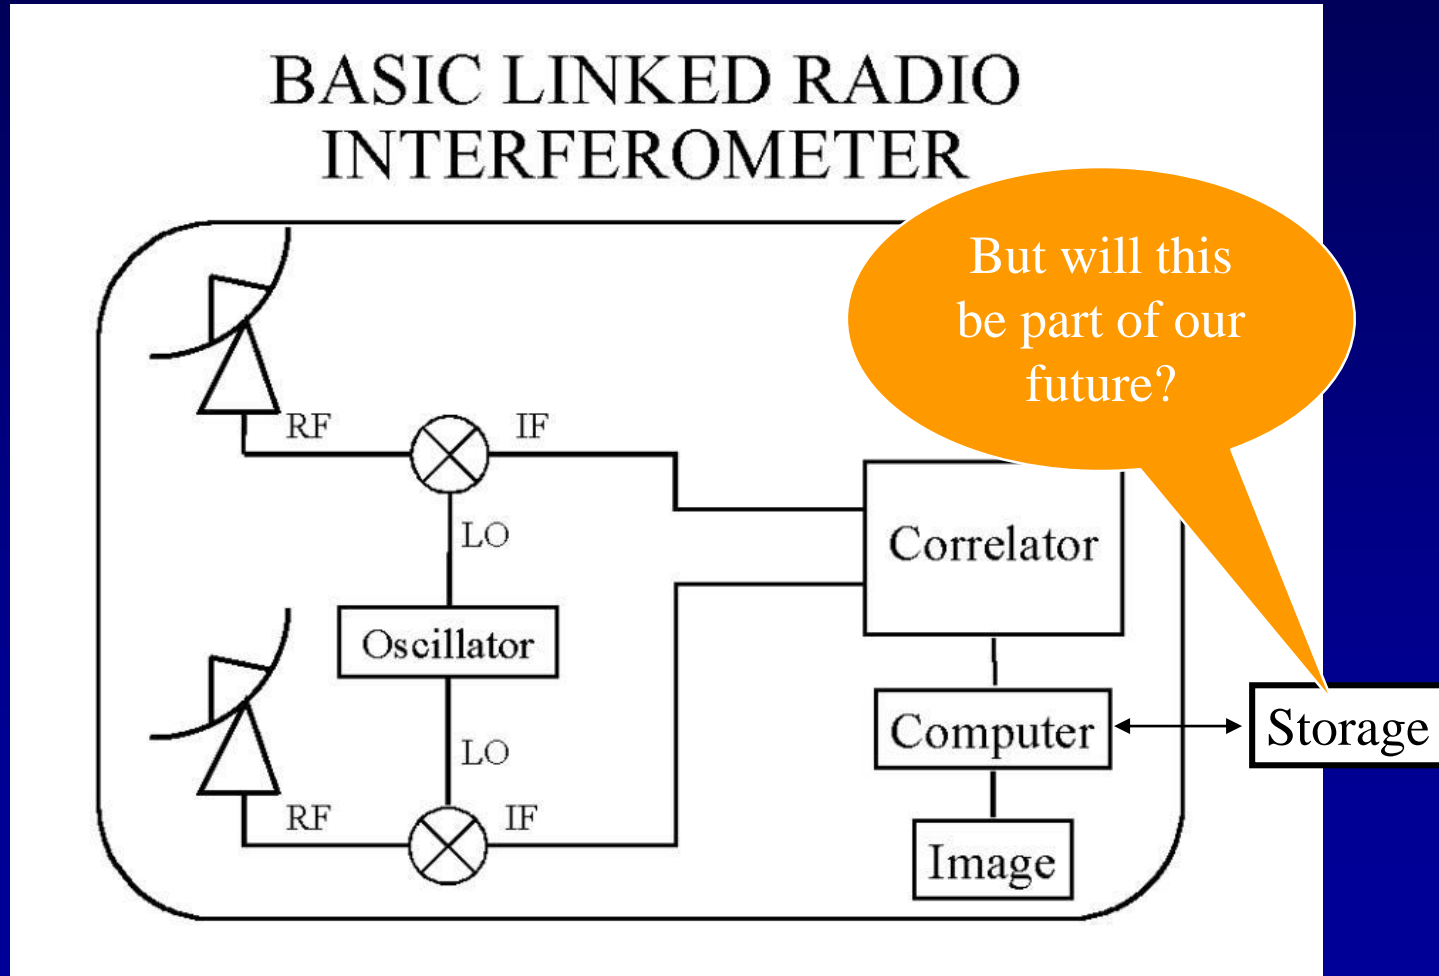 BASIC LINKED RADIO
INTERFEROMETER
But will this
be part of our
future?
RF
IF
LO
Correlator
Oscillator
LO
Computer
Storage
RF
IF
Image